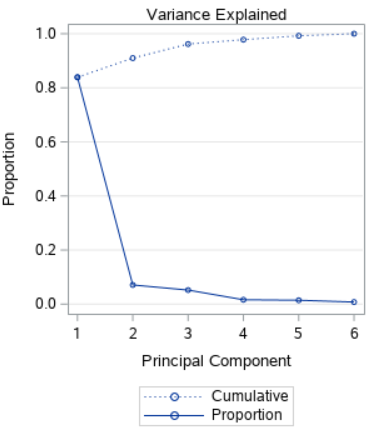 Variance Explained
1.0
0.8
0.6
0.4
0.2
0.0
Proportion
1 2 3 4 5 6
Principal Component
Cumulative
Proportion